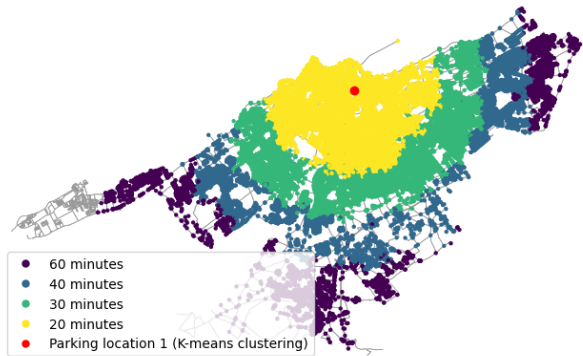 60 minutes
40 minutes
30 minutes
20 minutes
Parking location 1 (K-means clustering)